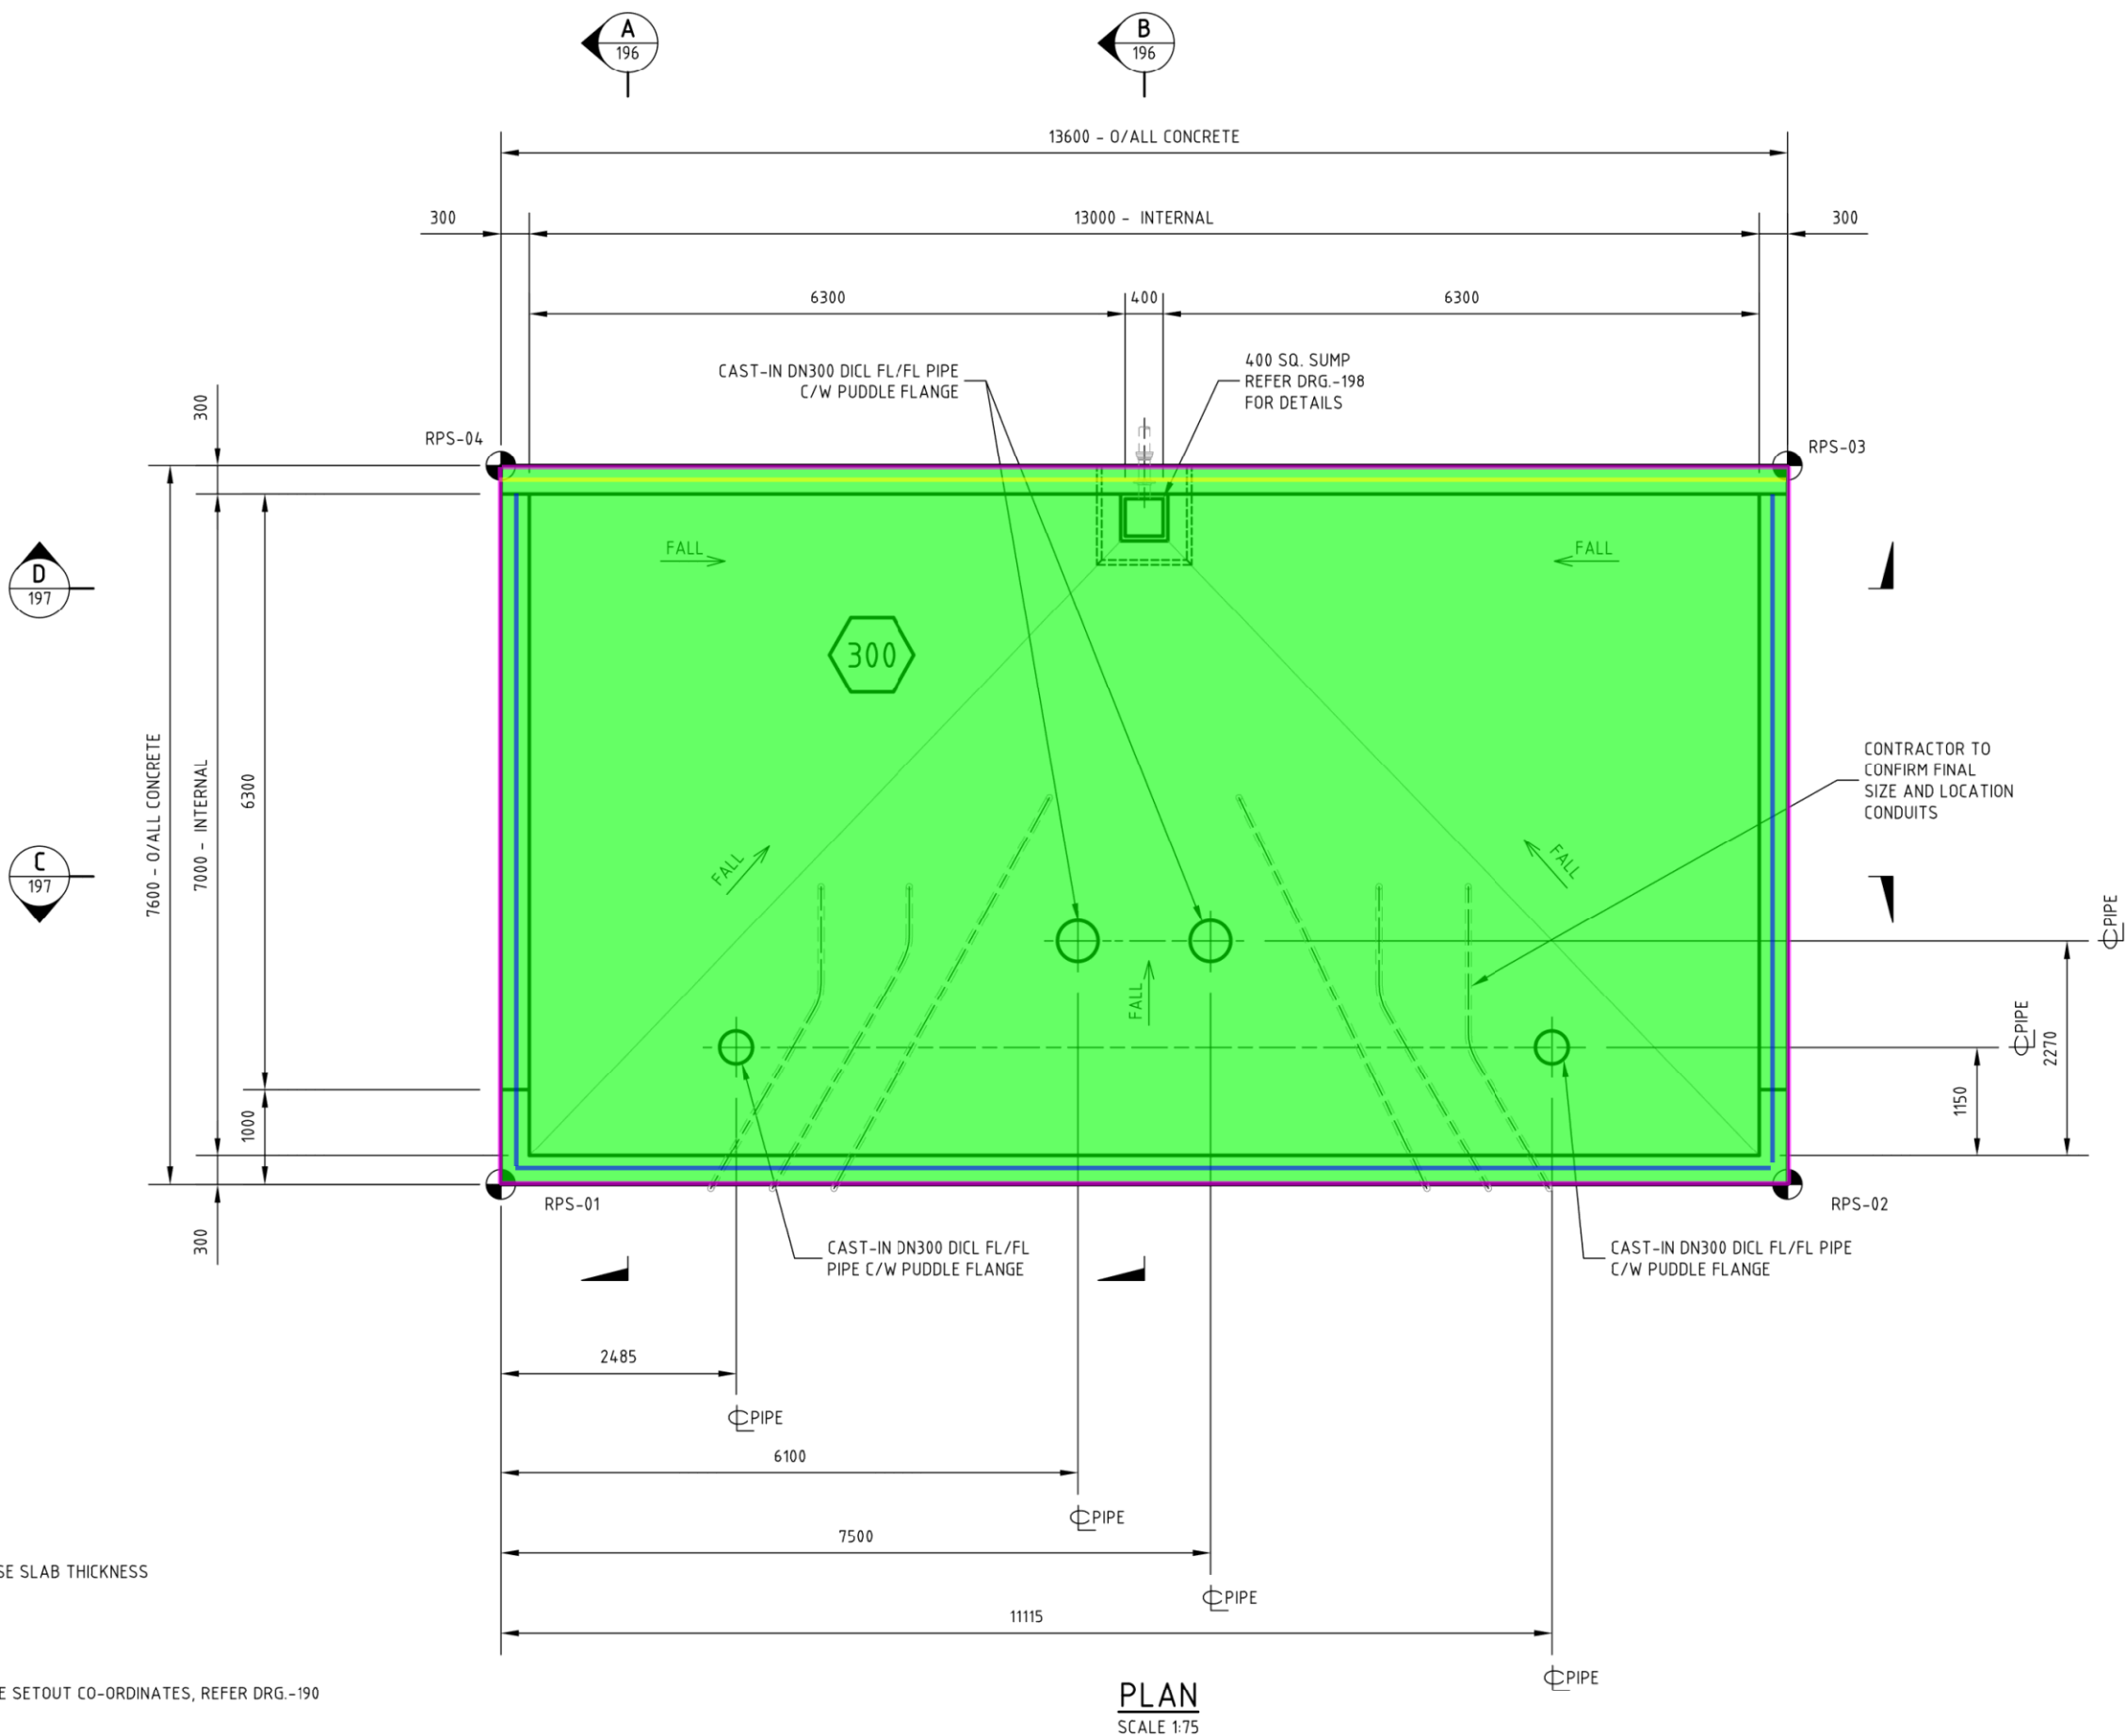 A
196
B
196
13600 - O/ALL CONCRETE
300
13000 - INTERNAL
300
6300
400
6300
CAST-IN DN300 DICL FL/FL PIPE
C/W PUDDLE FLANGE
400 SQ. SUMP
REFER DRG.-198
FOR DETAILS
300
RPS-04
RPS-03
FALL
FALL
D
197
300
7600 - O/ALL CONCRETE
7000 - INTERNAL
6300
CONTRACTOR TO
CONFIRM FINAL
SIZE AND LOCATION
CONDUITS
C
197
FALL
FALL
FALL
PIPE
PIPE
2270
1150
1000
300
RPS-01
RPS-02
CAST-IN DN300 DICL FL/FL
PIPE C/W PUDDLE FLANGE
CAST-IN DN300 DICL FL/FL PIPE
C/W PUDDLE FLANGE
2485
PIPE
6100
PIPE
7500
PIPE
11115
PIPE
SE SLAB THICKNESS
E SETOUT CO-ORDINATES, REFER DRG.-190
PLAN
SCALE 1:75